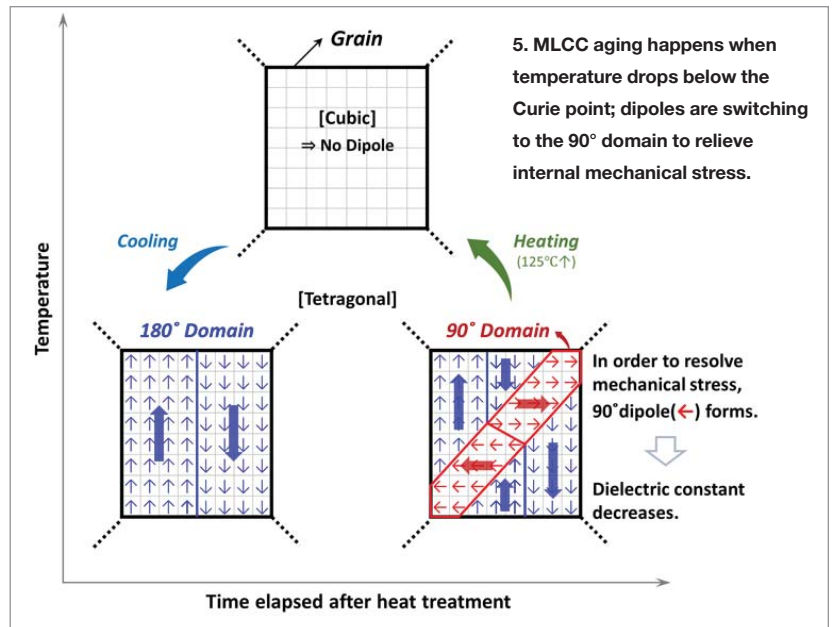 5. MLCC aging happens when
temperature drops below the
Curie point; dipoles are switching
to the 90° domain to relieve
internal mechanical stress.
Grain
[Cubic]
⇒ No Dipole
Cooling
Heating
(125℃↑)
[Tetragonal]
180˚ Domain
90˚ Domain
In order to resolve
mechanical stress,
90˚dipole(←) forms.
Dielectric constant
decreases.
Temperature
Time elapsed after heat treatment